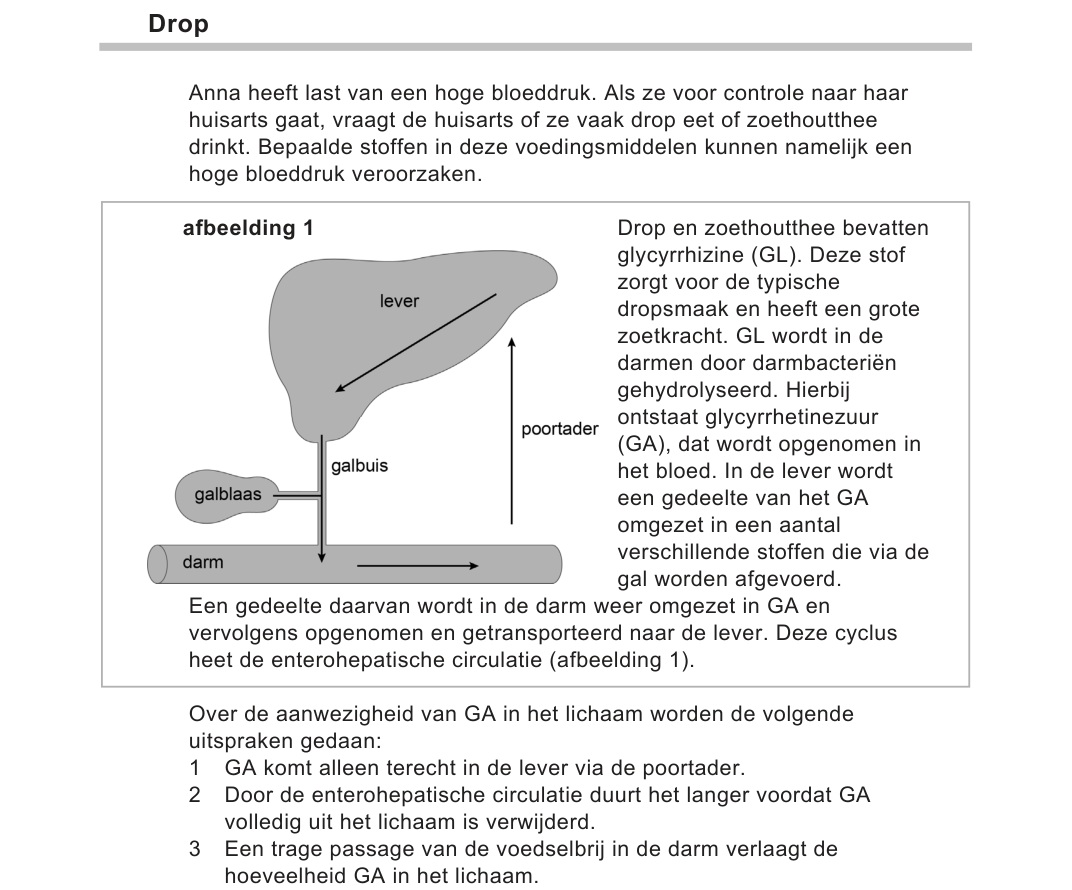 Drop
Anna heeft last van een hoge bloeddruk. Als ze voor controle naar haar
huisarts gaat, vraagt de huisarts of ze vaak drop eet of zoethoutthee
drinkt. Bepaalde stoffen in deze voedingsmiddelen kunnen namelijk een
hoge bloeddruk veroorzaken.
afbeelding 1
lever
poortader
galbuis
galblaas
darm
Drop en zoethoutthee bevatten
glycyrrhizine (GL). Deze stof
zorgt voor de typische
dropsmaak en heeft een grote
zoetkracht. GL wordt in de
darmen door darmbacteriën
gehydrolyseerd. Hierbij
ontstaat glycyrrhetinezuur
(GA), dat wordt opgenomen in
het bloed. In de lever wordt
een gedeelte van het GA
omgezet in een aantal
verschillende stoffen die via de
gal worden afgevoerd.
Een gedeelte daarvan wordt in de darm weer omgezet in GA en
vervolgens opgenomen en getransporteerd naar de lever. Deze cyclus
heet de enterohepatische circulatie (afbeelding 1).
Over de aanwezigheid van GA in het lichaam worden de volgende
uitspraken gedaan:
1 GA komt alleen terecht in de lever via de poortader.
2 Door de enterohepatische circulatie duurt het langer voordat GA
volledig uit het lichaam is verwijderd.
3 Een trage passage van de voedselbrij in de darm verlaagt de
hoeveelheid GA in het lichaam.